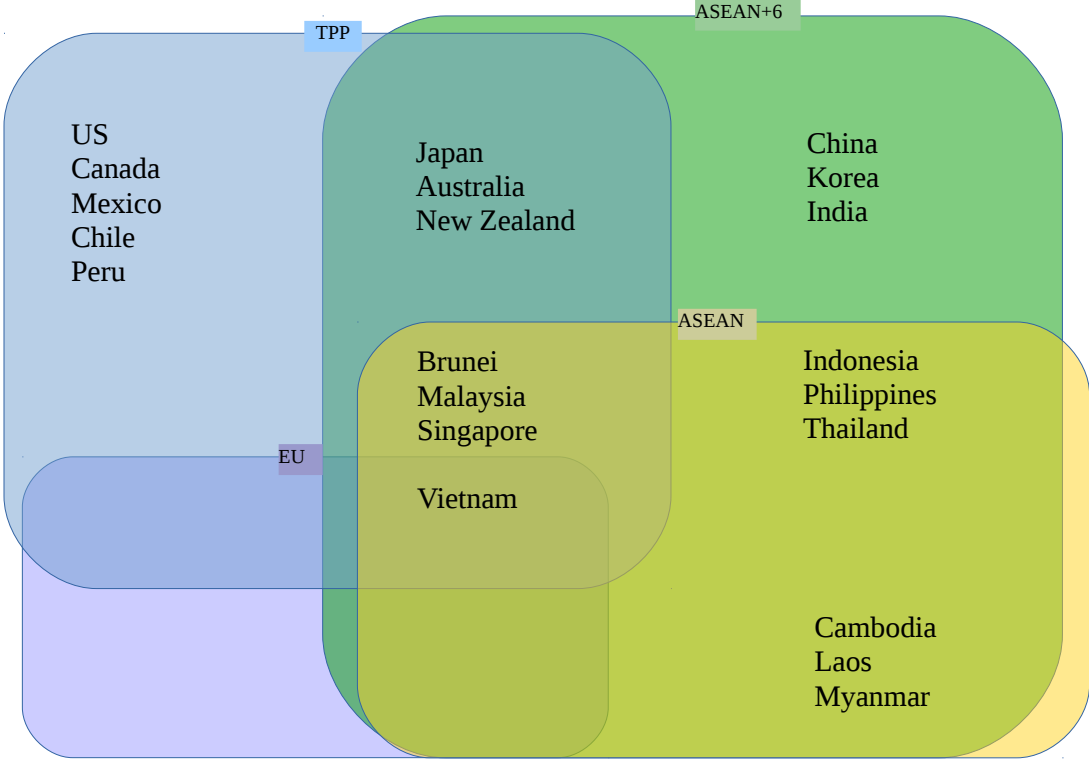 ASEAN+6
TPP
US
Canada
Mexico
Chile
Peru
Japan
Australia
New Zealand
China
Korea
India
ASEAN
Brunei
Malaysia
Singapore
Vietnam
Indonesia
Philippines
Thailand
EU
Cambodia
Laos
Myanmar